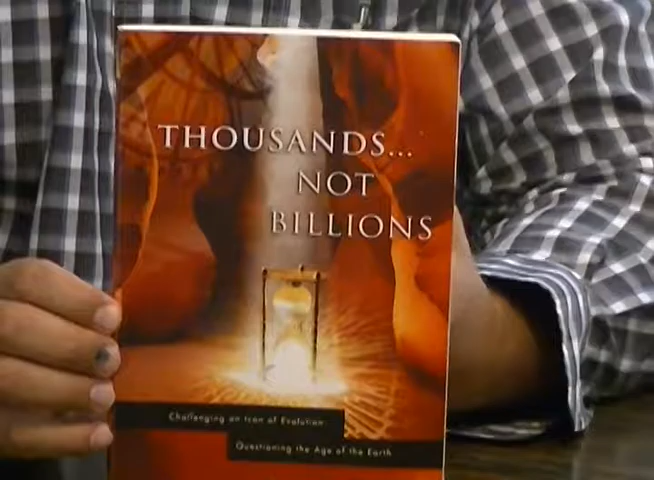 THOUSANDS...
NOT
BILLIONS
Challenging an Icon of Evolution
Questioning the Age of the Earth